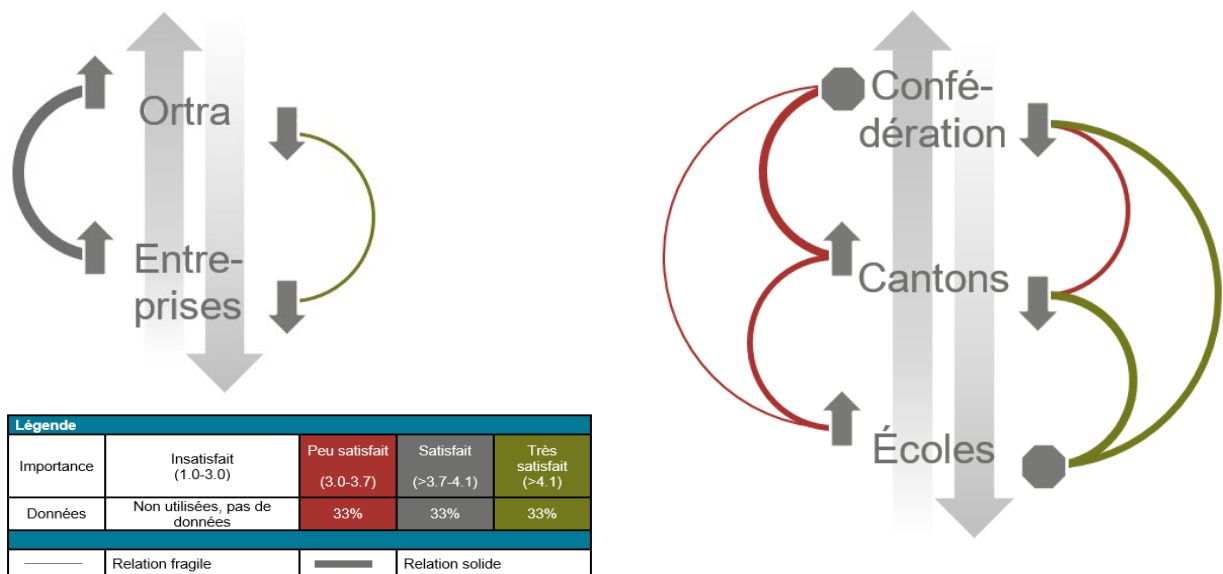 Ortra
Entre-
prises
Confé-
dération
Cantons
Écoles
Légende
Importance
Insatisfait
(1.0-3.0)
Peu satisfait
(3.0-3.7)
Satisfait
(>3.7-4.1)
Très
satisfait
(>4.1)
Données
Non utilisées, pas de
données
33%
33%
33%
Relation fragile
Relation solide